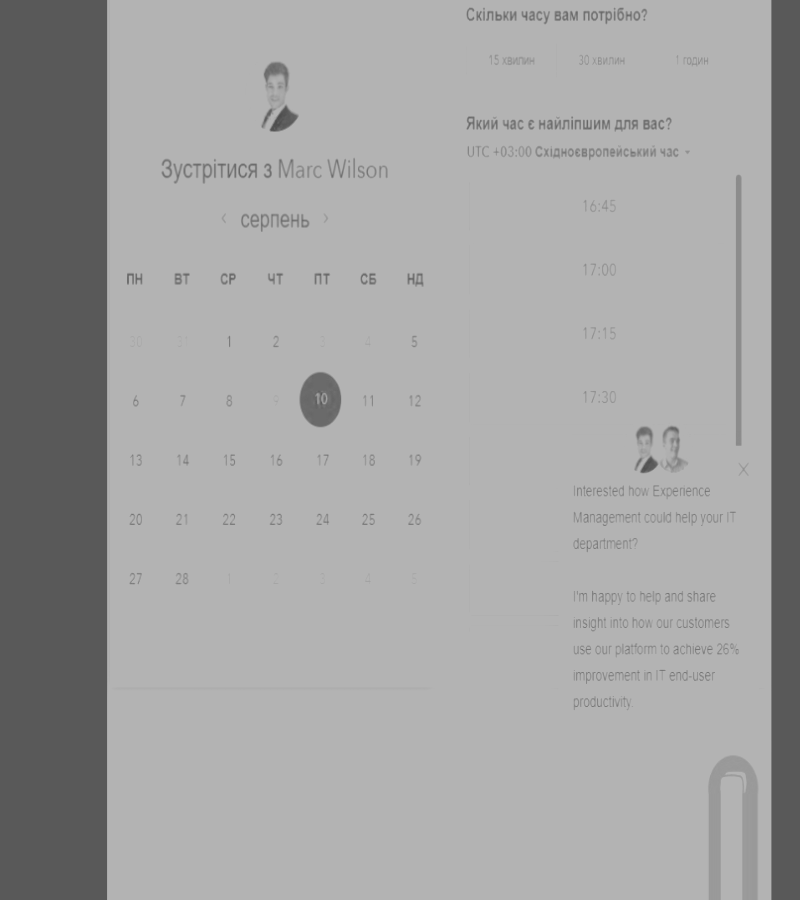 Скільки часу вам потрібно?
15 хвилин 30 хвилин 1 годин
Який час є найліпшим для вас?
UTC +03:00 Східноєвропейський час
Зустрітися з Marc Wilson
‹ серпень ›
ПН ВТ СР ЧТ ПТ СБ НД
30 31 1 2 3 4 5
6 7 8 9 10 11 12
13 14 15 16 17 18 19
20 21 22 23 24 25 26
27 28 1 2 3 4 5
16:45
17:00
17:15
17:30
X
Interested how Experience
Management could help your IT
department?
I'm happy to help and share
insight into how our customers
use our platform to achieve 26%
improvement in IT end-user
productivity.